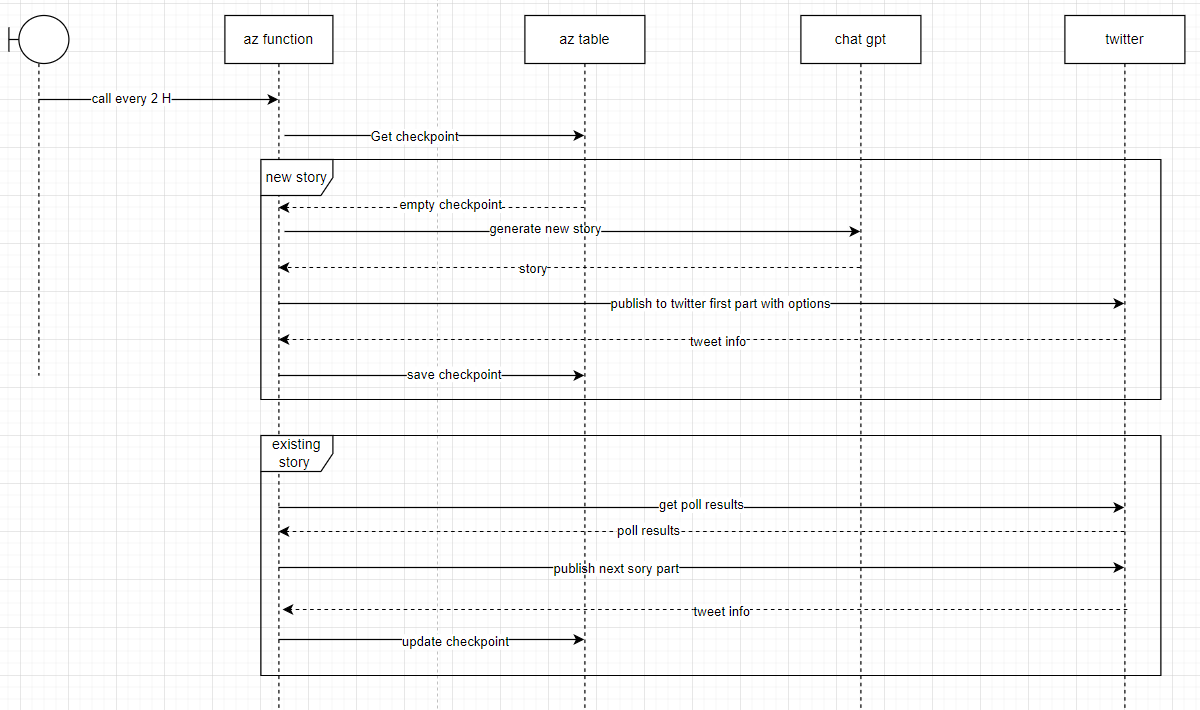 az function
az table
chat gpt
twitter
call every 2 H
Get checkpoint
new story
empty checkpoint
generate new story
story
publish to twitter first part with options
tweet info
save checkpoint
existing
story
get poll results
poll results
publish next sory part
tweet info
update checkpoint